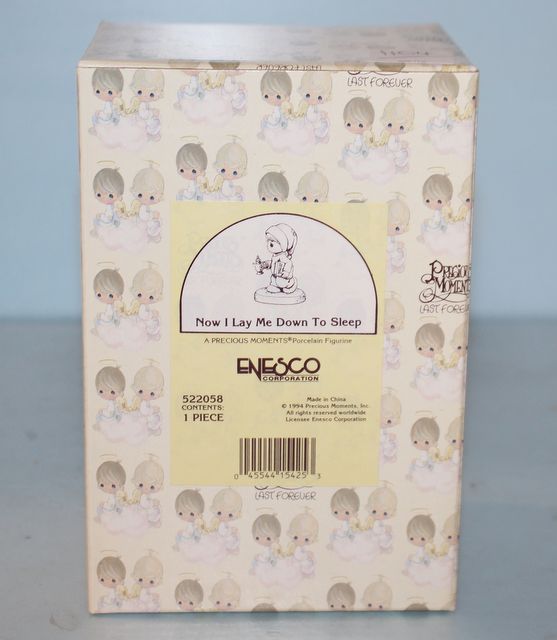 LAST FOREVER
PRECIOUS
MOMENTS
LAST FOREVER
Now I Lay Me Down To Sleep
A PRECIOUS MOMENTS® Porcelain Figurine
ENESCO
CORPORATION
522058
CONTENTS:
1 PIECE
Made in China
© 1994 Precious Moments, Inc.
All rights reserved worldwide
Licensee Enesco Corporation
0 45544 15425 3
LAST FOREVER